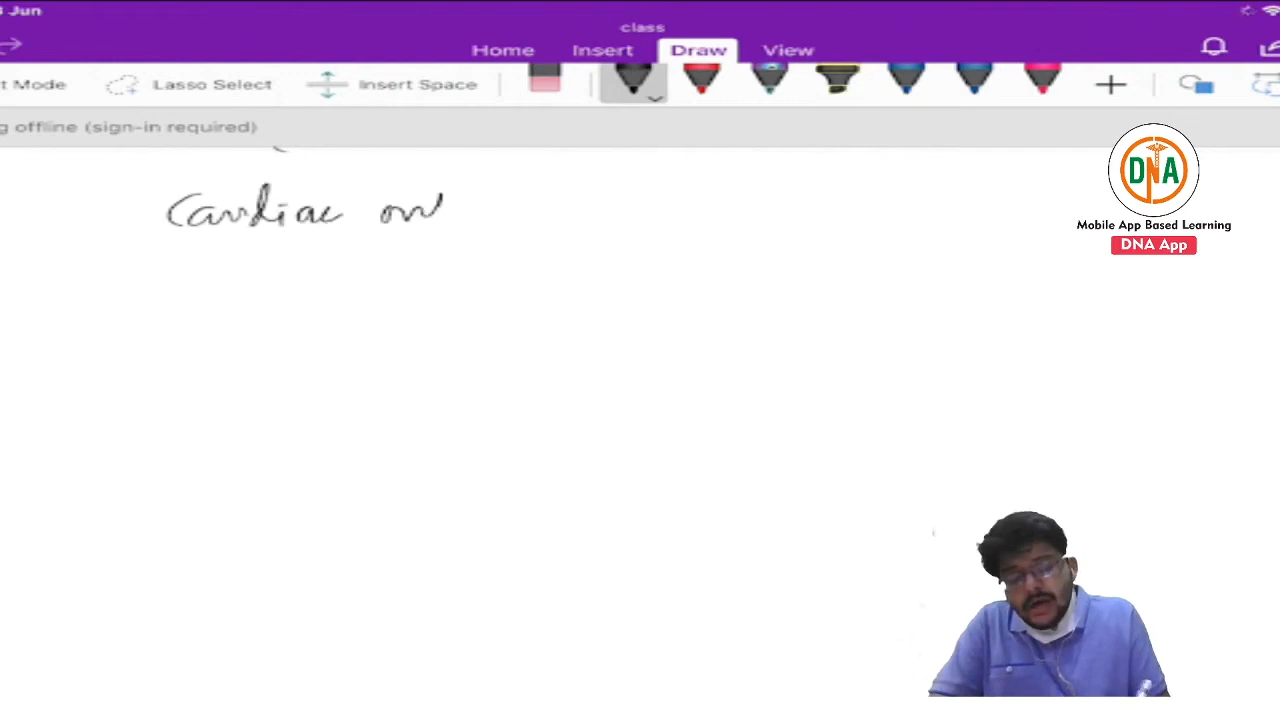 3 Jun
class
Home Insert Draw View
t Mode Lasso Select Insert Space
g offline (sign-in required)
DNA
Mobile App Based Learning
DNA App
Cardiac